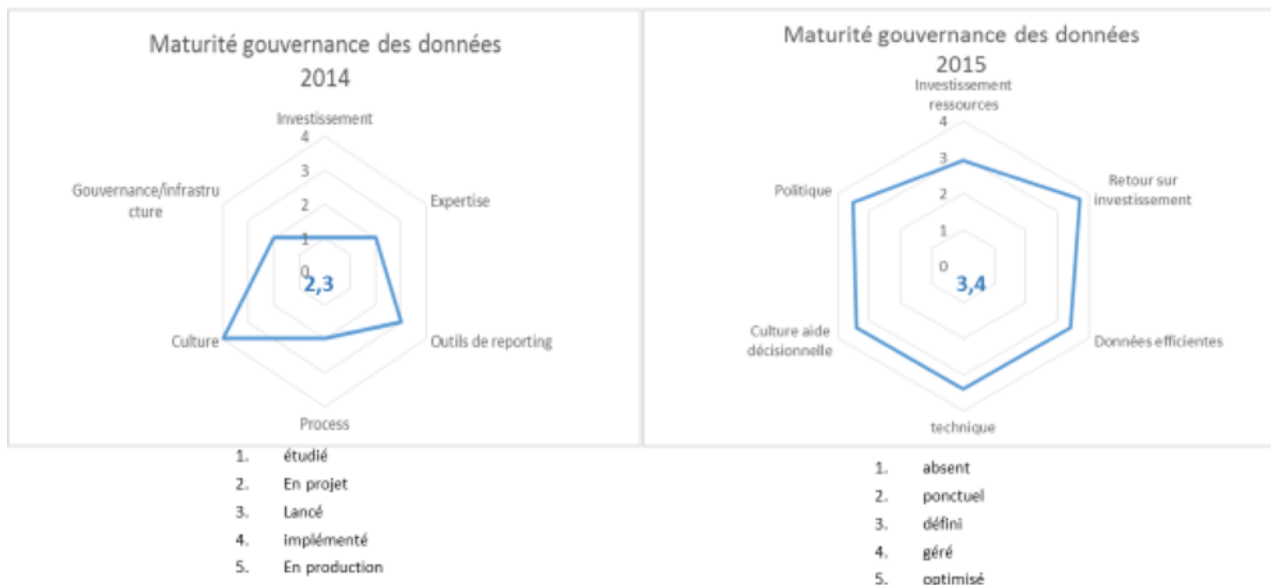 Maturité gouvernance des données
2014
Investissement
4
3
2
1
0
2,3
Gouvernance/infrastru
cture
Expertise
Culture
Outils de reporting
Process
1. étudié
2. En projet
3. Lancé
4. implémenté
5. En production
Maturité gouvernance des données
2015
Investissement
ressources
4
3
2
1
0
3,4
Politique
Retour sur
investissement
Culture aide
décisionnelle
Données efficientes
technique
1. absent
2. ponctuel
3. défini
4. géré
5. optimisé